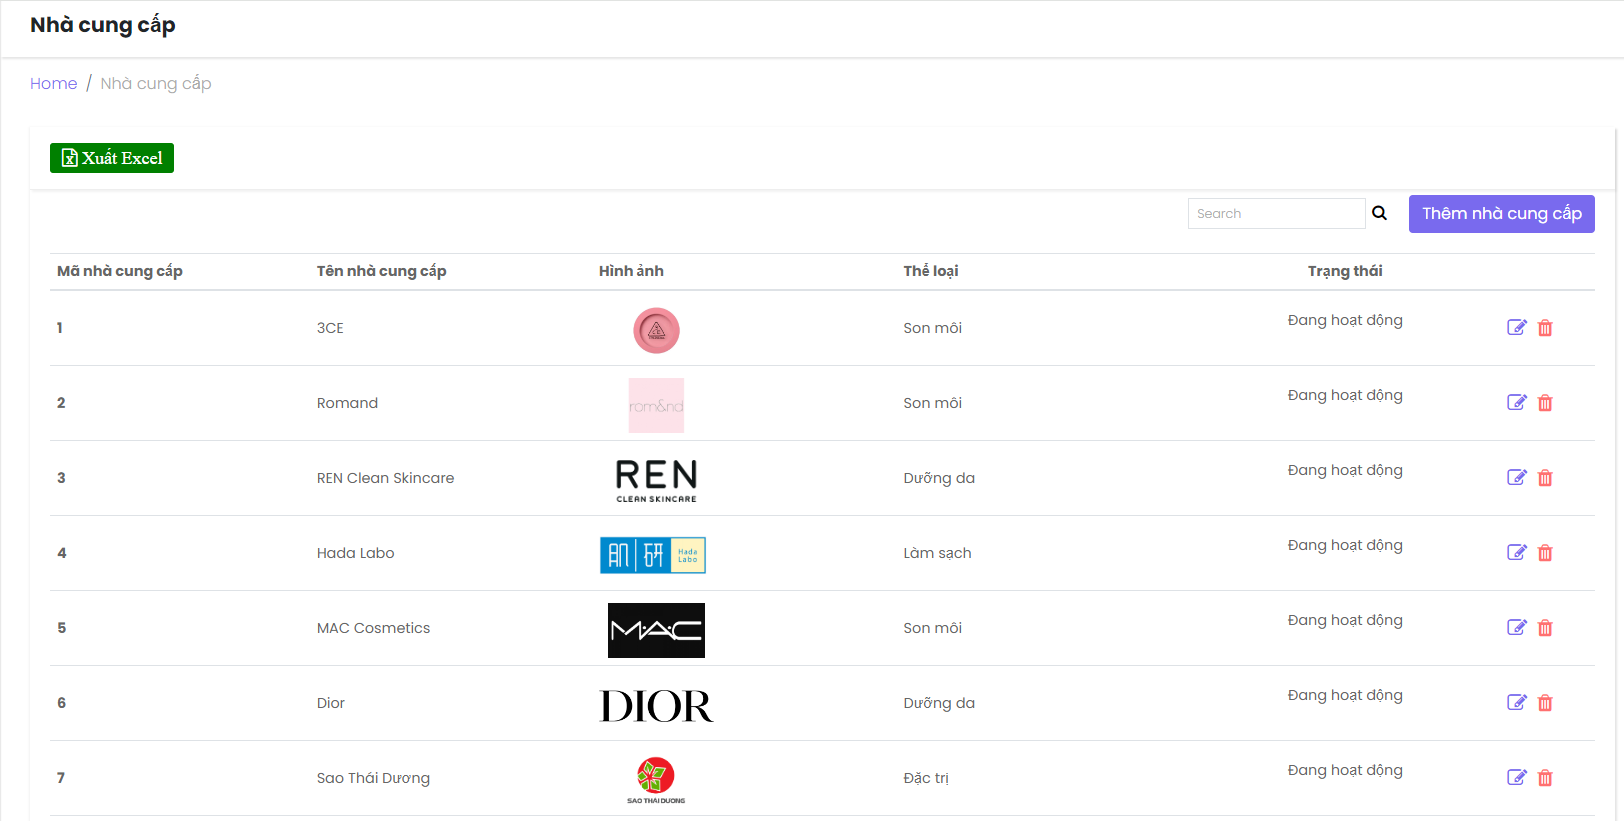 Nhà cung cấp
Home / Nhà cung cấp
Xuất Excel
Search
Thêm nhà cung cấp
Mã nhà cung cấp Tên nhà cung cấp Hình ảnh Thể loại Trạng thái
1 3CE Son môi Đang hoạt động
2 Romand rom&nd Son môi Đang hoạt động
3 REN Clean Skincare REN CLEAN SKINCARE Dưỡng da Đang hoạt động
4 Hada Labo Hada Labo Làm sạch Đang hoạt động
5 MAC Cosmetics M·A·C Son môi Đang hoạt động
6 Dior DIOR Dưỡng da Đang hoạt động
7 Sao Thái Dương SAO THAI DUONG Đặc trị Đang hoạt động